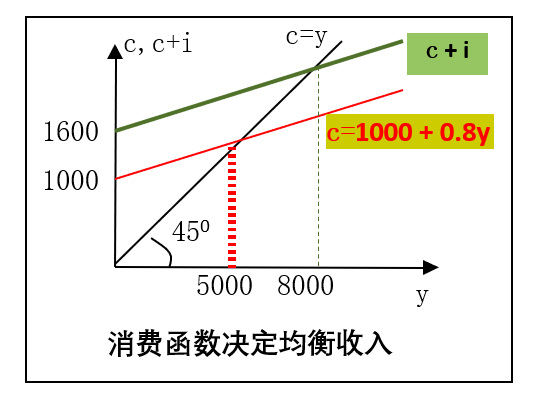 c,c+i
c=y
c + i
1600
c=1000 + 0.8y
1000
45⁰
5000
8000
y
消费函数决定均衡收入